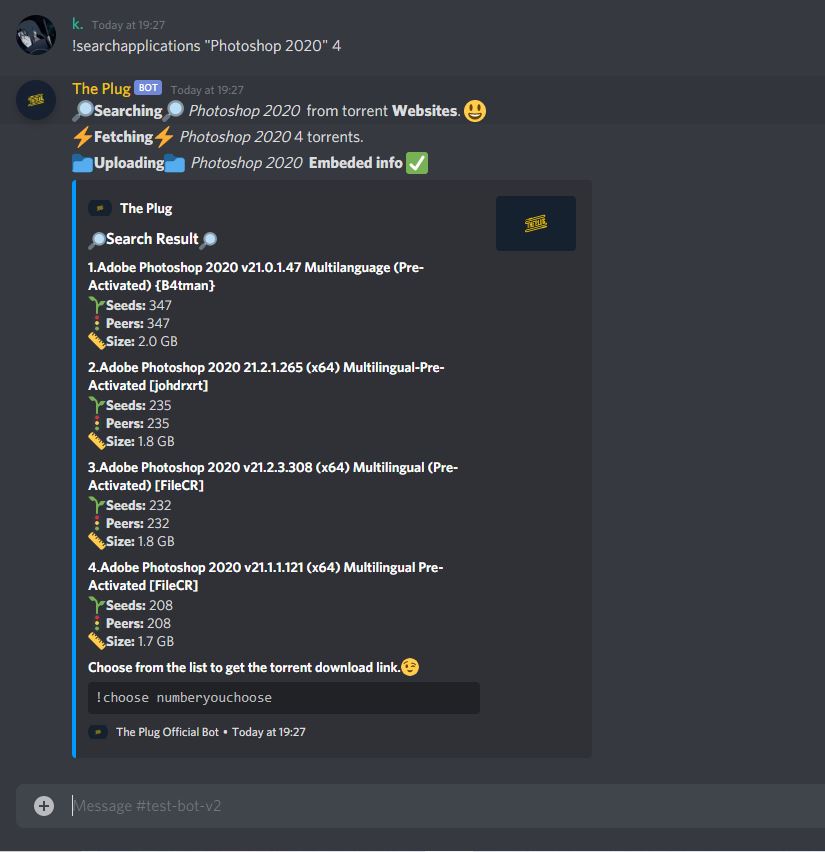 k. Today at 19:27
!searchapplications "Photoshop 2020" 4
The Plug BOT Today at 19:27
🔎Searching🔎 Photoshop 2020 from torrent Websites. 😃
⚡Fetching⚡ Photoshop 2020 4 torrents.
📁Uploading📁 Photoshop 2020 Embeded info ✅
The Plug
🔎Search Result🔎
1.Adobe Photoshop 2020 v21.0.1.47 Multilanguage (Pre-
Activated) {B4tman}
🌱Seeds: 347
🚦Peers: 347
📏Size: 2.0 GB
2.Adobe Photoshop 2020 21.2.1.265 (x64) Multilingual-Pre-
Activated [johdrxrt]
🌱Seeds: 235
🚦Peers: 235
📏Size: 1.8 GB
3.Adobe Photoshop 2020 v21.2.3.308 (x64) Multilingual (Pre-
Activated) [FileCR]
🌱Seeds: 232
🚦Peers: 232
📏Size: 1.8 GB
4.Adobe Photoshop 2020 v21.1.1.121 (x64) Multilingual Pre-
Activated [FileCR]
🌱Seeds: 208
🚦Peers: 208
📏Size: 1.7 GB
Choose from the list to get the torrent download link.😉
!choose numberyouchoose
The Plug Official Bot • Today at 19:27
Message #test-bot-v2